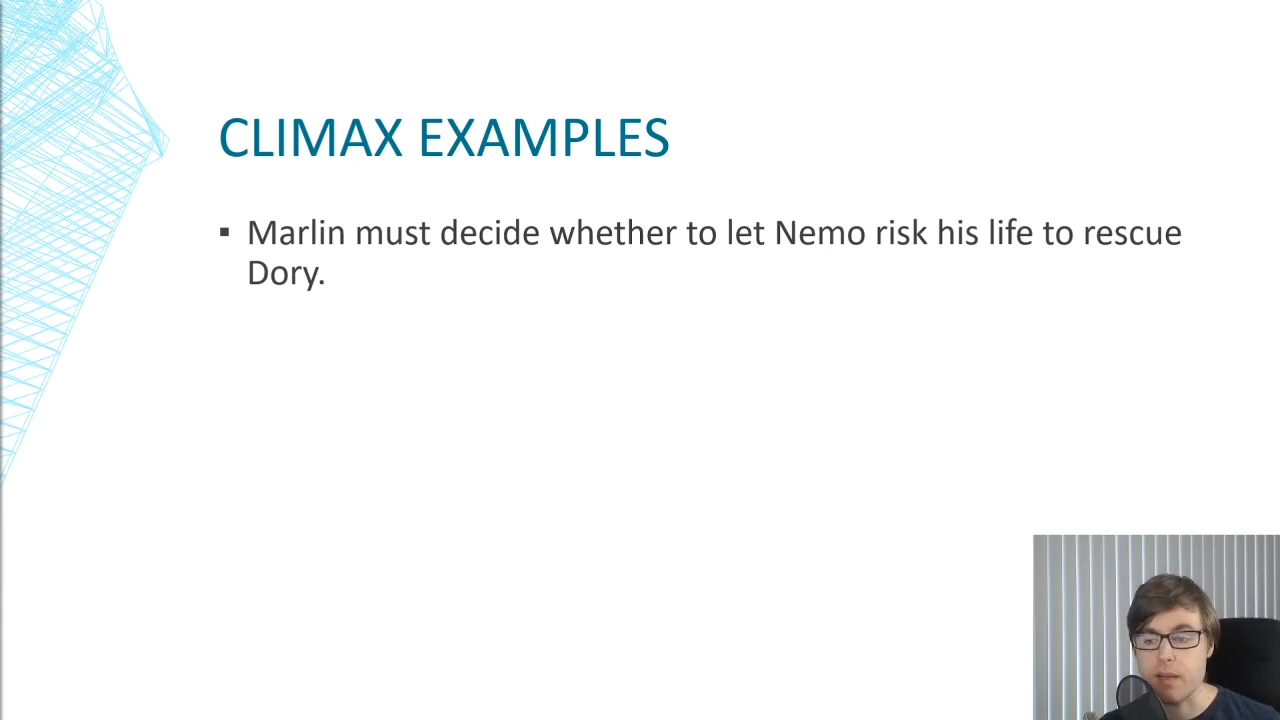 CLIMAX EXAMPLES
▪ Marlin must decide whether to let Nemo risk his life to rescue
Dory.